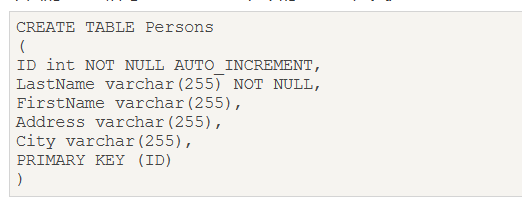 CREATE TABLE Persons
(
ID int NOT NULL AUTO_INCREMENT,
LastName varchar(255) NOT NULL,
FirstName varchar(255),
Address varchar(255),
City varchar(255),
PRIMARY KEY (ID)
)